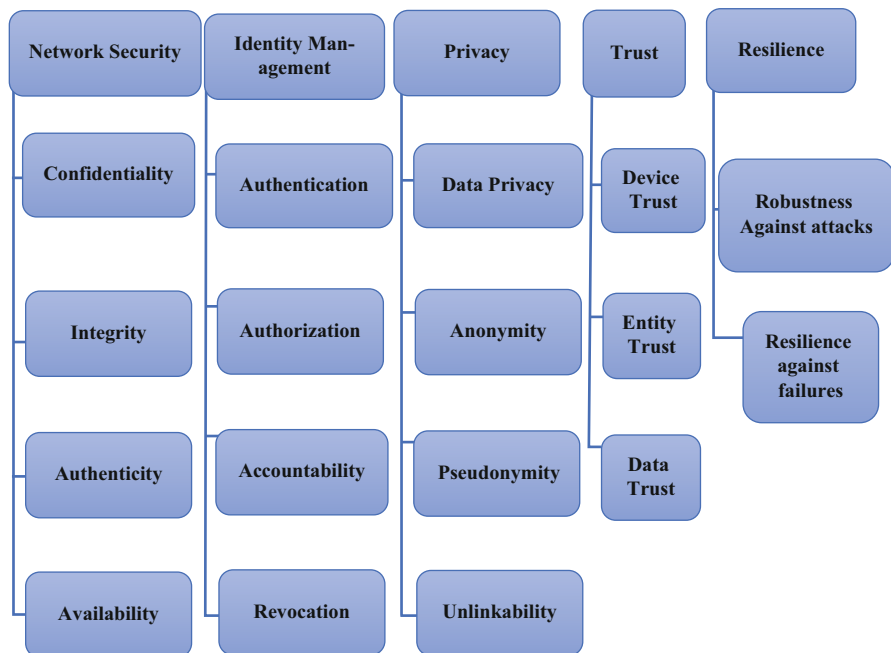 Network Security
Identity Man-
agement
Privacy
Trust
Resilience
Confidentiality
Integrity
Authenticity
Availability
Authentication
Authorization
Accountability
Revocation
Data Privacy
Anonymity
Pseudonymity
Unlinkability
Device
Trust
Entity
Trust
Data
Trust
Robustness
Against attacks
Resilience
against
failures